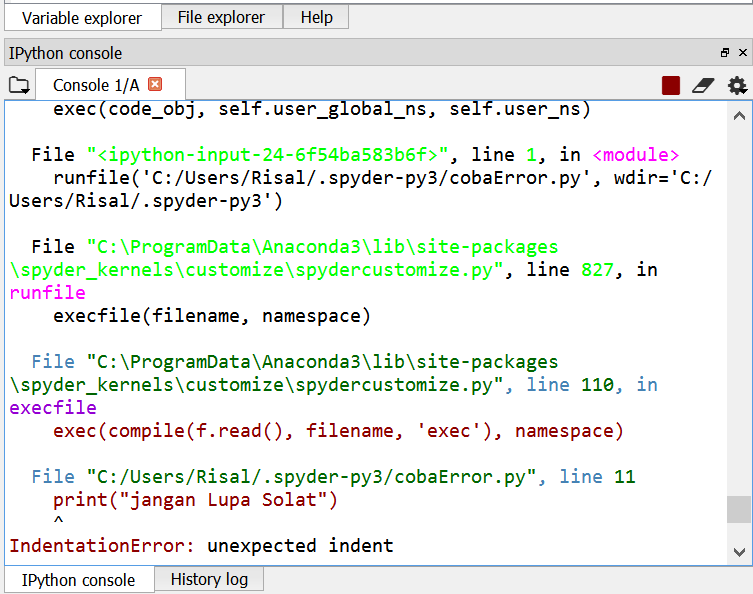 Variable explorer File explorer Help
IPython console
Console 1/A
    exec(code_obj, self.user_global_ns, self.user_ns)
  File "<ipython-input-24-6f54ba583b6f>", line 1, in <module>
    runfile('C:/Users/Risal/.spyder-py3/cobaError.py', wdir='C:/
Users/Risal/.spyder-py3')
  File "C:\ProgramData\Anaconda3\lib\site-packages
\spyder_kernels\customize\spydercustomize.py", line 827, in
runfile
    execfile(filename, namespace)
  File "C:\ProgramData\Anaconda3\lib\site-packages
\spyder_kernels\customize\spydercustomize.py", line 110, in
execfile
    exec(compile(f.read(), filename, 'exec'), namespace)
  File "C:/Users/Risal/.spyder-py3/cobaError.py", line 11
    print("jangan Lupa Solat")
    ^
IndentationError: unexpected indent
IPython console History log